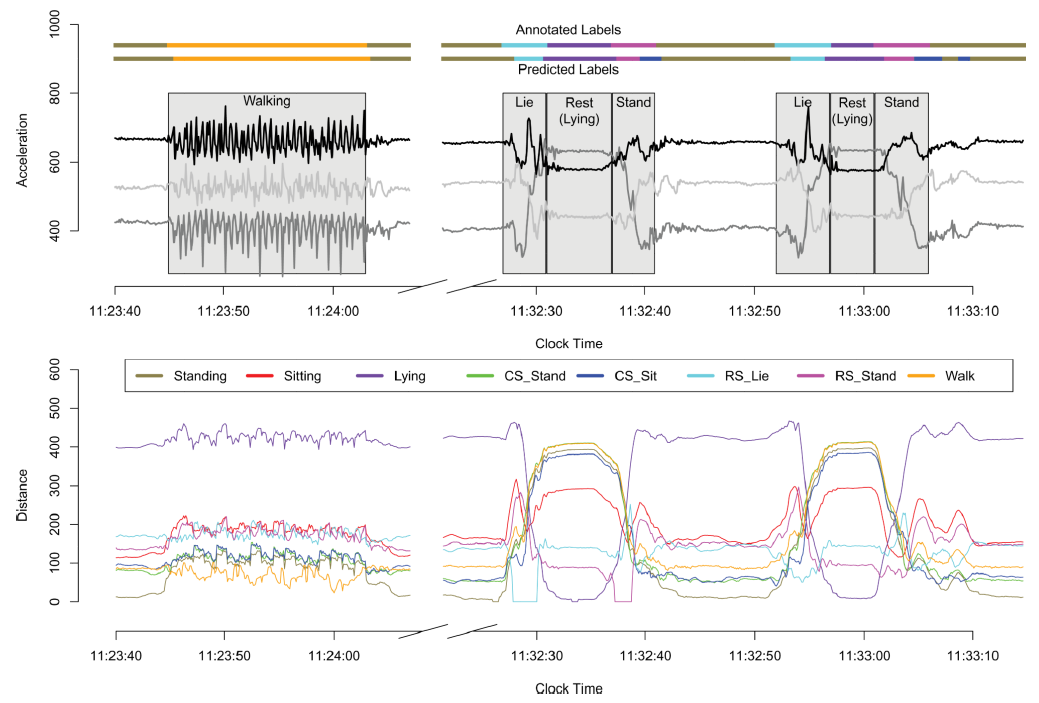 Annotated Labels
Predicted Labels
1000
800
600
400
Acceleration
Walking
Lie Rest (Lying) Stand
Lie Rest (Lying) Stand
11:23:40 11:23:50 11:24:00 11:32:30 11:32:40 11:32:50 11:33:00 11:33:10
Clock Time
Standing Sitting Lying CS_Stand CS_Sit RS_Lie RS_Stand Walk
600
500
400
300
200
100
0
Distance
11:23:40 11:23:50 11:24:00 11:32:30 11:32:40 11:32:50 11:33:00 11:33:10
Clock Time